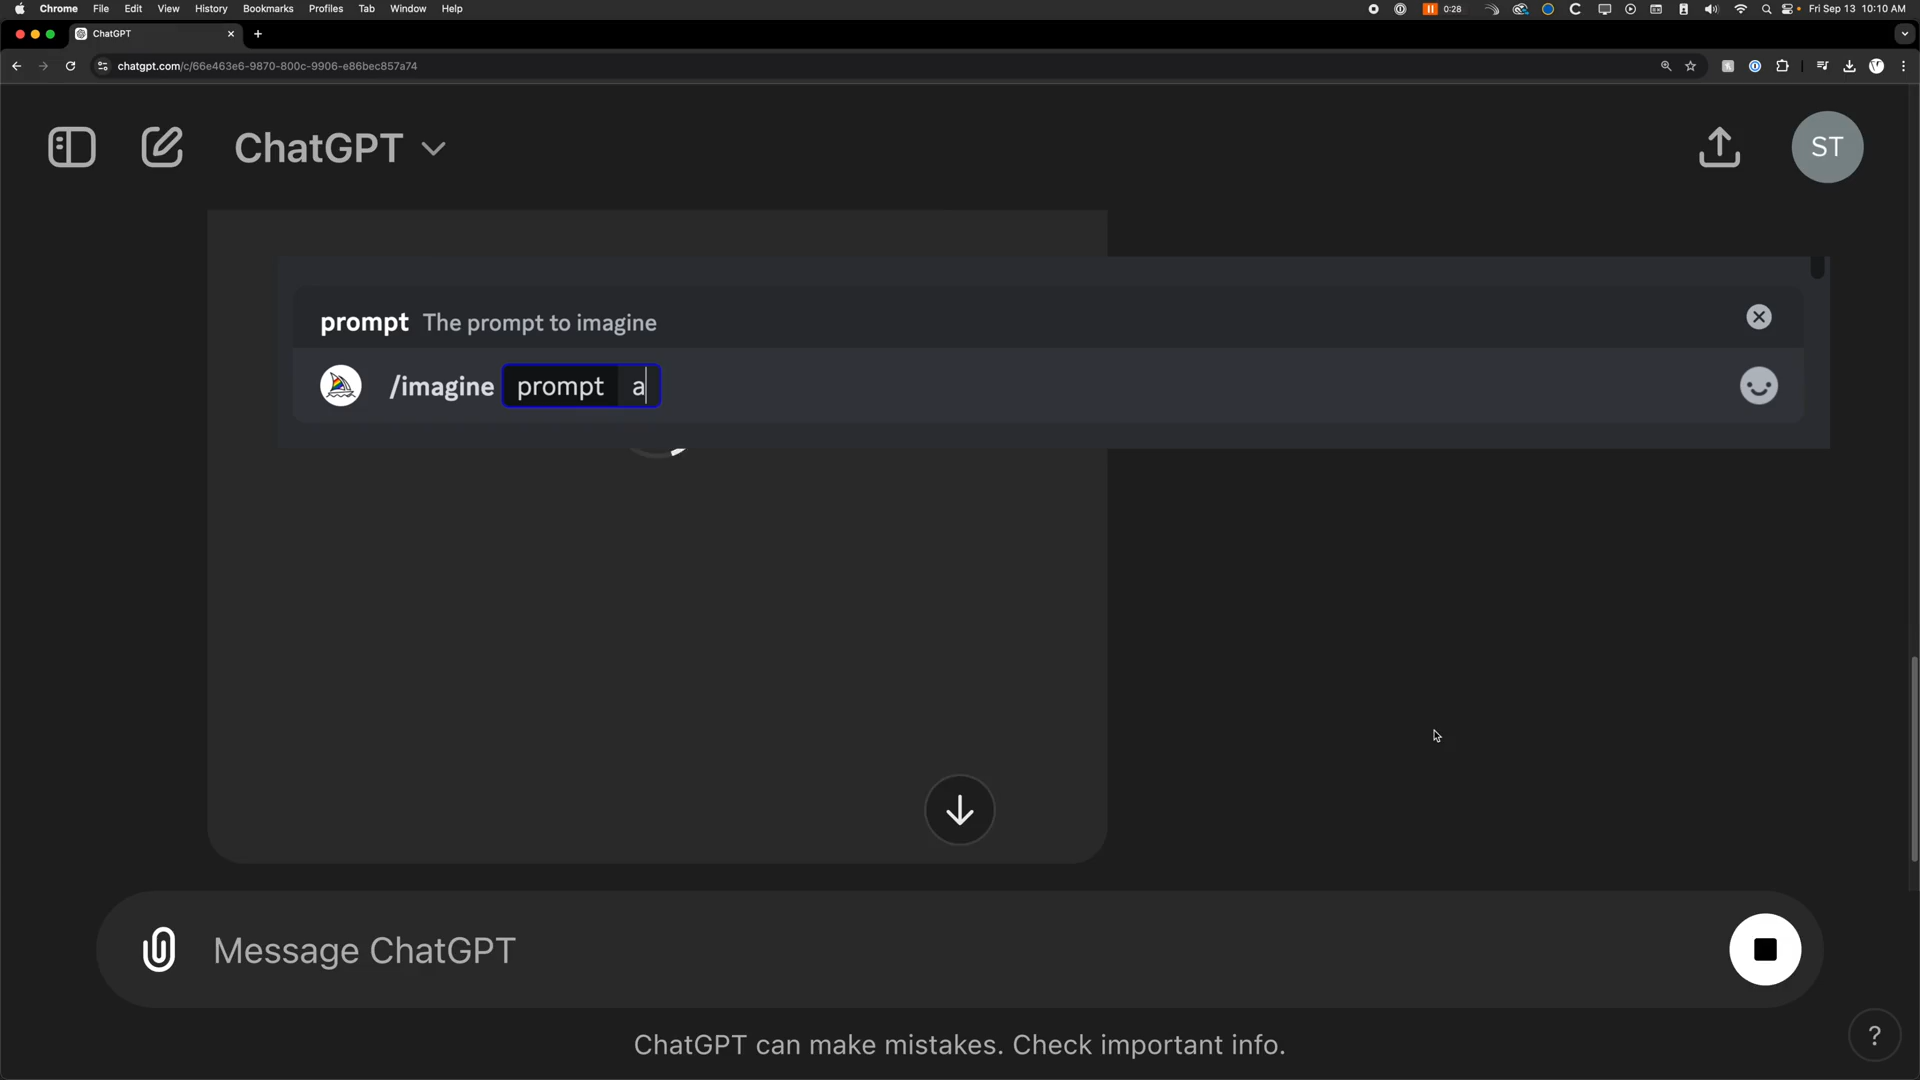 Chrome File Edit View History Bookmarks Profiles Tab Window Help 0:28 Fri Sep 13 10:10 AM
ChatGPT
chatgpt.com/c/66e463e6-9870-800c-9906-e86bec857a74
ChatGPT
ST
prompt The prompt to imagine
/imagine prompt a
Message ChatGPT
ChatGPT can make mistakes. Check important info.
?